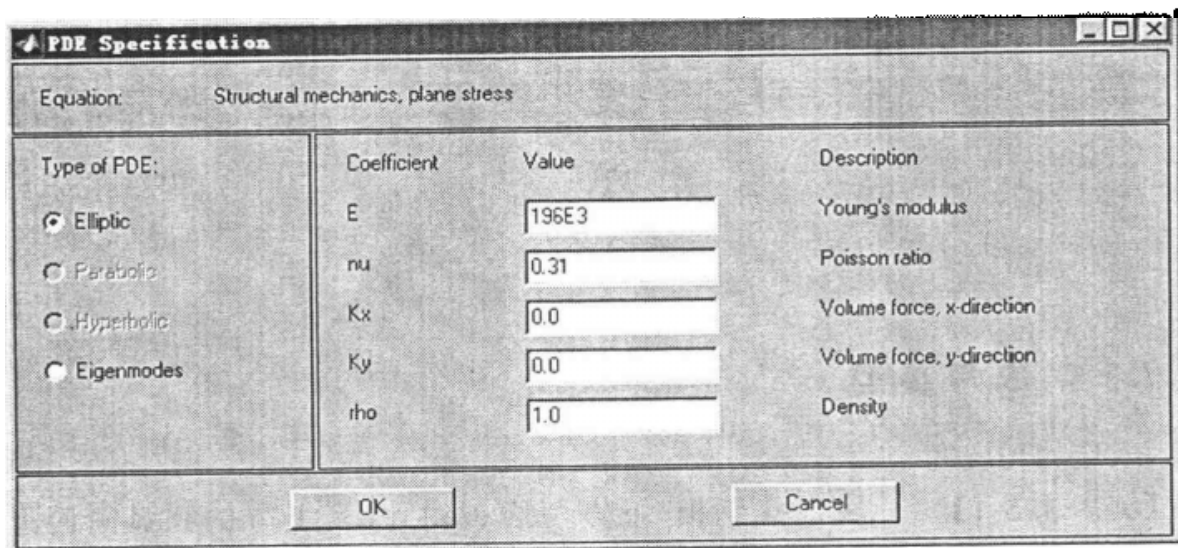 PDE Specification
Equation: Structural mechanics, plane stress
Type of PDE:
Elliptic
Parabolic
Hyperbolic
Eigenmodes
Coefficient Value Description
E 196E3 Young's modulus
nu 0.31 Poisson ratio
Kx 0.0 Volume force, x-direction
Ky 0.0 Volume force, y-direction
rho 1.0 Density
OK Cancel